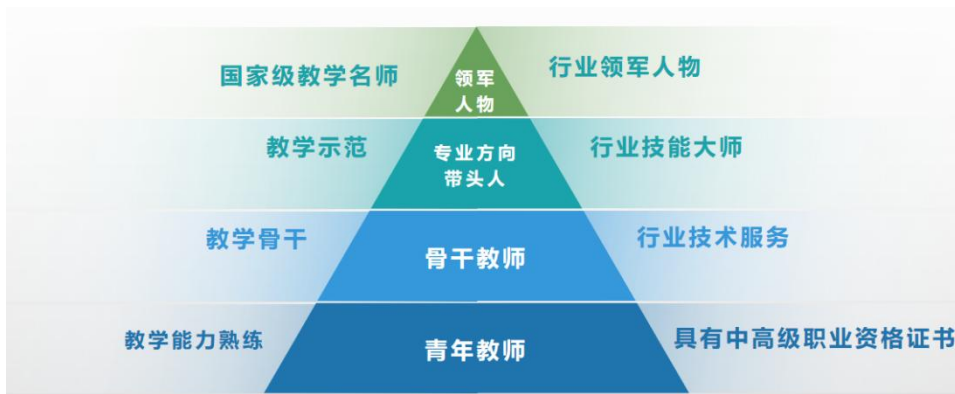 国家级教学名师
领军
人物
行业领军人物
教学示范
专业方向
带头人
行业技能大师
教学骨干
骨干教师
行业技术服务
教学能力熟练
青年教师
具有中高级职业资格证书